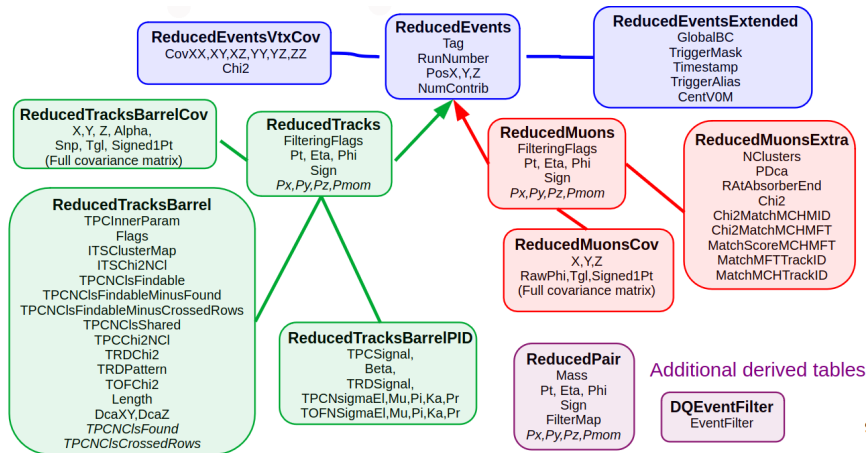 ReducedEventsVtxCov
CovXX,XY,XZ,YY,YZ,ZZ
Chi2
ReducedEvents
Tag
RunNumber
PosX,Y,Z
NumContrib
ReducedEventsExtended
GlobalBC
TriggerMask
Timestamp
TriggerAlias
CentV0M
ReducedTracksBarrelCov
X,Y, Z, Alpha,
Snp, Tgl, Signed1Pt
(Full covariance matrix)
ReducedTracks
FilteringFlags
Pt, Eta, Phi
Sign
Px,Py,Pz,Pmom
ReducedMuons
FilteringFlags
Pt, Eta, Phi
Sign
Px,Py,Pz,Pmom
ReducedMuonsExtra
NClusters
PDca
RAtAbsorberEnd
Chi2
Chi2MatchMCHMID
Chi2MatchMCHMFT
MatchScoreMCHMFT
MatchMFTTrackID
MatchMCHTrackID
ReducedTracksBarrel
TPCInnerParam
Flags
ITSClusterMap
ITSChi2NCl
TPCNClsFindable
TPCNClsFindableMinusFound
TPCNClsFindableMinusCrossedRows
TPCNClsShared
TPCChi2NCl
TRDChi2
TRDPattern
TOFChi2
Length
DcaXY,DcaZ
TPCNClsFound
TPCNClsCrossedRows
ReducedMuonsCov
X,Y,Z
RawPhi,Tgl,Signed1Pt
(Full covariance matrix)
ReducedTracksBarrelPID
TPCSignal,
Beta,
TRDSignal,
TPCNsigmaEl,Mu,Pi,Ka,Pr
TOFNSigmaEl,Mu,Pi,Ka,Pr
ReducedPair
Mass
Pt, Eta, Phi
Sign
FilterMap
Px,Py,Pz,Pmom
Additional derived tables
DQEventFilter
EventFilter